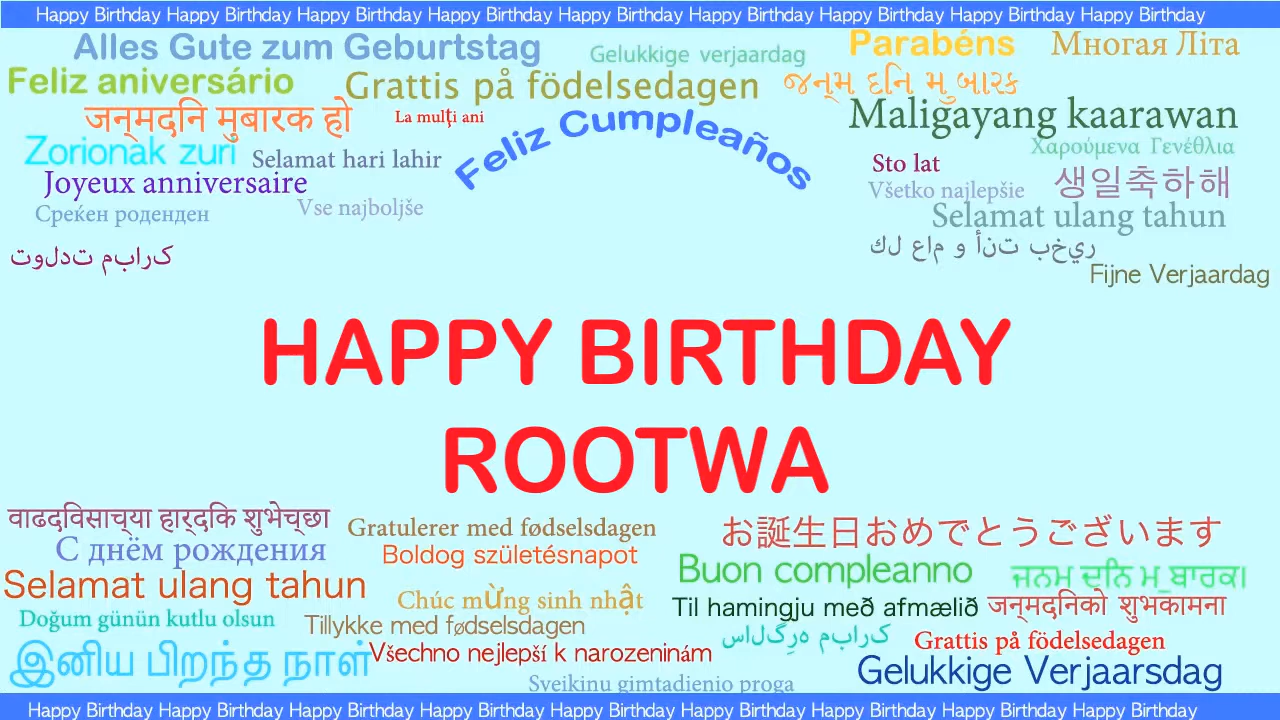 Happy Birthday Happy Birthday Happy Birthday Happy Birthday Happy Birthday Happy Birthday Happy Birthday Happy Birthday Happy Birthday
Alles Gute zum Geburtstag
Gelukkige verjaardag
Parabéns
Многая Літа
Feliz aniversário
Grattis på födelsedagen
જન્મ દનિ મુબારક
जन्मदनि मुबारक हो
La mulţi ani
Feliz Cumpleaños
Maligayang kaarawan
Zorionak zuri
Selamat hari lahir
Χαρούμενα Γενέθλια
Sto lat
Joyeux anniversaire
Všetko najlepšie
생일축하해
Среќен роденден
Vse najboljše
Selamat ulang tahun
تولدت مبارک
كل عام و أنت بخير
Fijne Verjaardag
HAPPY BIRTHDAY
ROOTWA
वाढदविसाच्या हार्दकि शुभेच्छा
Gratulerer med fødselsdagen
お誕生日おめでとうございます
С днём рождения
Boldog születésnapot
Buon compleanno
ਜਨਮ ਦਨਿ ਮੁਬਾਰਕ।
Selamat ulang tahun
Chúc mừng sinh nhật
Til hamingju með afmælið
जन्मदनिको शुभकामना
Doğum günün kutlu olsun
Tillykke med fødselsdagen
سالگرہ مبارک
Grattis på födelsedagen
இனிய பிறந்த நாள்
Všechno nejlepší k narozeninám
Gelukkige Verjaarsdag
Sveikinu gimtadienio proga
Happy Birthday Happy Birthday Happy Birthday Happy Birthday Happy Birthday Happy Birthday Happy Birthday Happy Birthday Happy Birthday